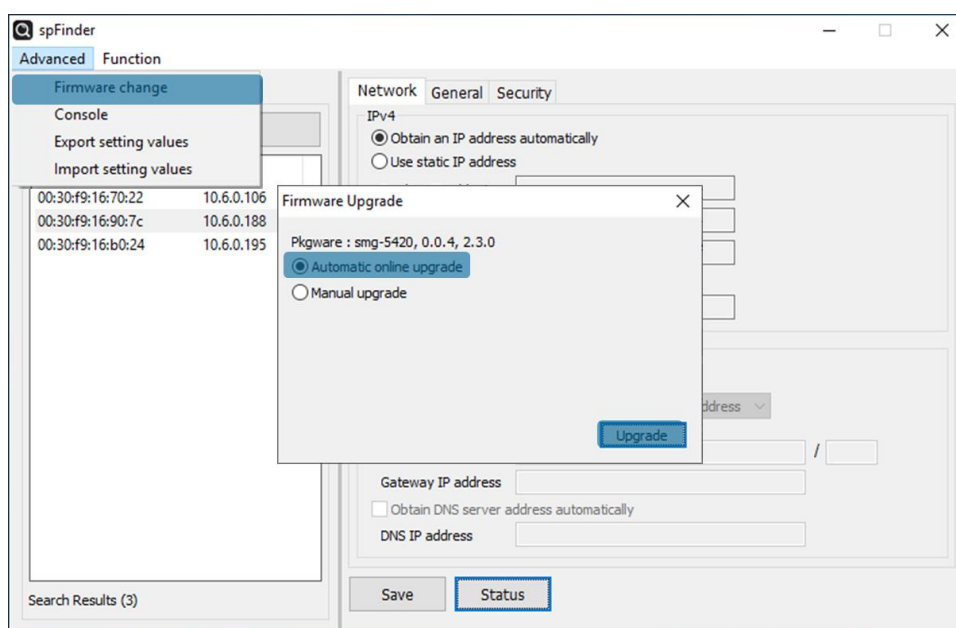 spFinder
Advanced Function
Firmware change
Console
Export setting values
Import setting values
00:30:f9:16:70:22 10.6.0.106
00:30:f9:16:90:7c 10.6.0.188
00:30:f9:16:b0:24 10.6.0.195
Search Results (3)
Network General Security
IPv4
Obtain an IP address automatically
Use static IP address
Firmware Upgrade
Pkgware : smg-5420, 0.0.4, 2.3.0
Automatic online upgrade
Manual upgrade
Upgrade
ddress
/
Gateway IP address
Obtain DNS server address automatically
DNS IP address
Save Status